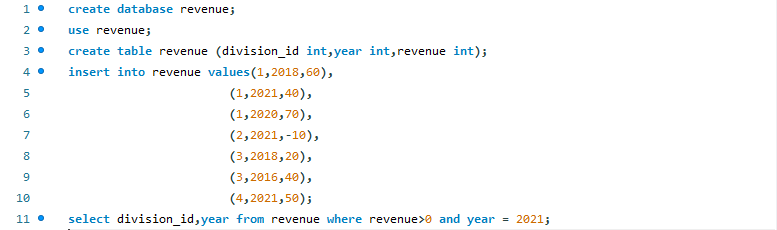 1 create database revenue;
2 use revenue;
3 create table revenue (division_id int,year int,revenue int);
4 insert into revenue values(1,2018,60),
5 (1,2021,40),
6 (1,2020,70),
7 (2,2021,-10),
8 (3,2018,20),
9 (3,2016,40),
10 (4,2021,50);
11 select division_id,year from revenue where revenue>0 and year = 2021;